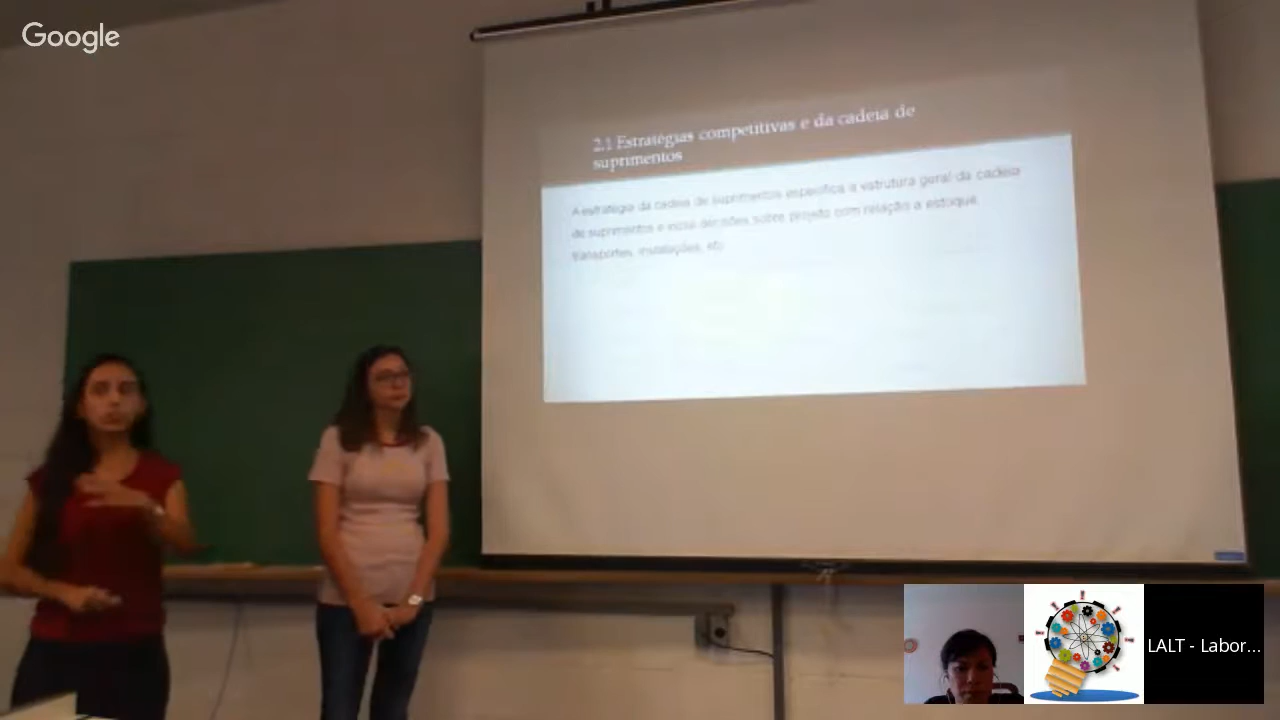 Google
2.1 Estratégias competitivas e da cadeia de
suprimentos
A estratégia da cadeia de suprimentos especifica a estrutura geral da cadeia
de suprimentos e inclui decisões sobre projeto com relação a estoque,
transportes, instalações, etc
LALT - Labor...